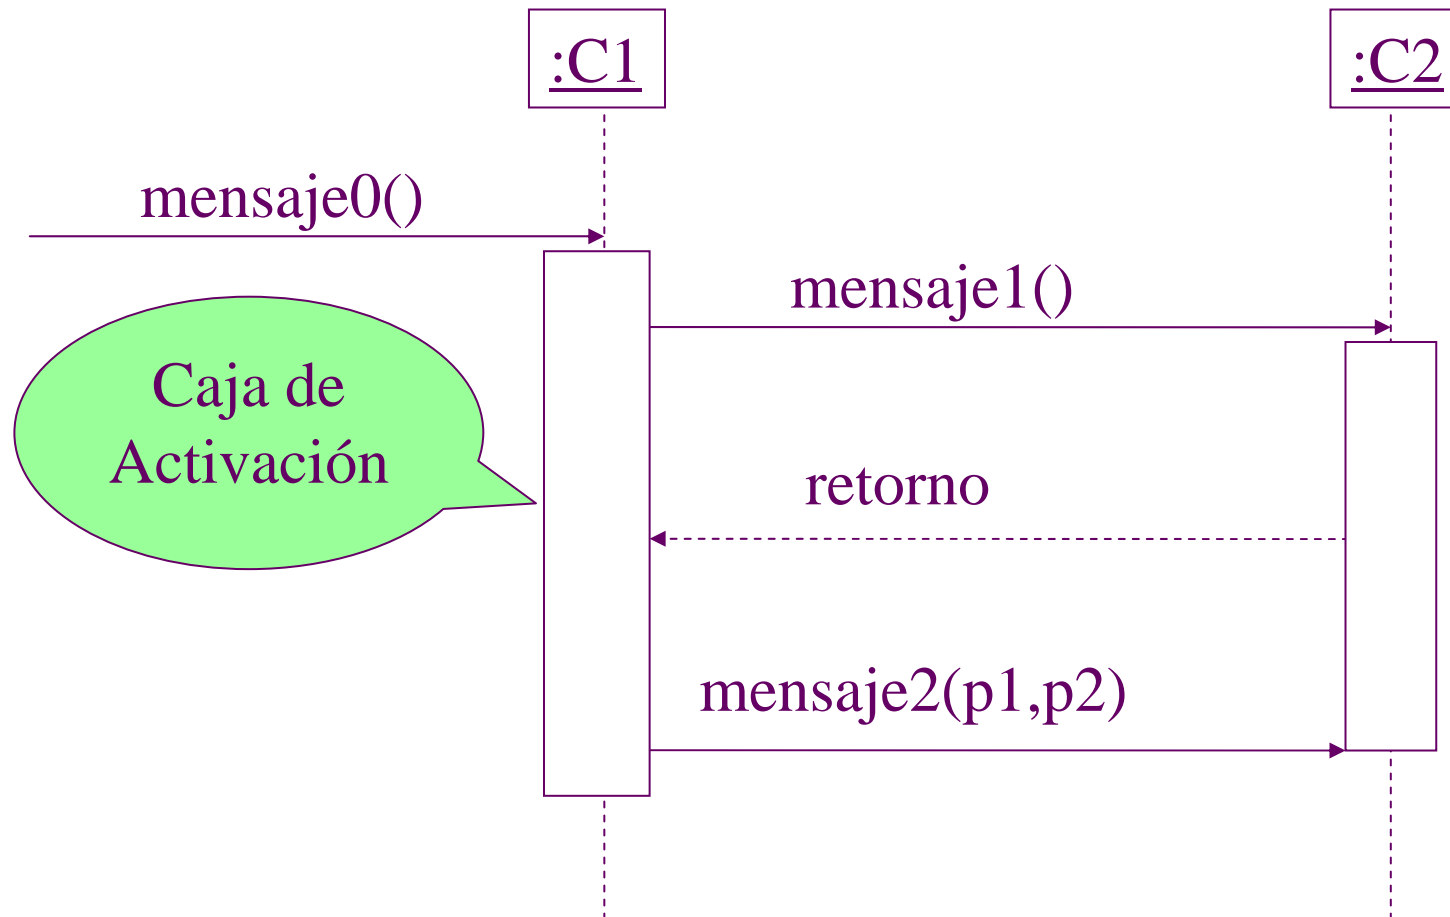 :C1
:C2
mensaje0()
mensaje1()
Caja de
Activación
retorno
mensaje2(p1,p2)